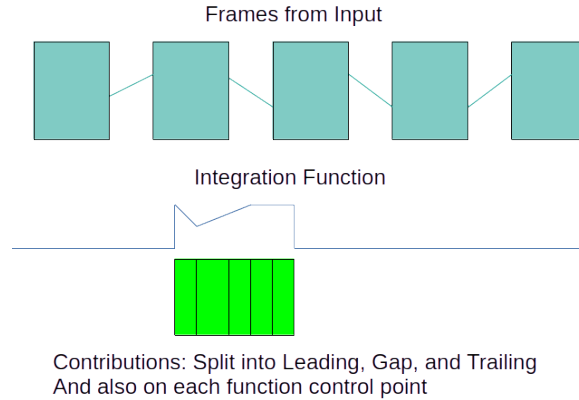 Frames from Input
Integration Function
Contributions: Split into Leading, Gap, and Trailing
And also on each function control point